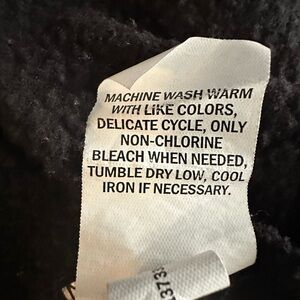 MACHINE WASH WARM
WITH LIKE COLORS,
DELICATE CYCLE, ONLY
NON-CHLORINE
BLEACH WHEN NEEDED,
TUMBLE DRY LOW, COOL
IRON IF NECESSARY.